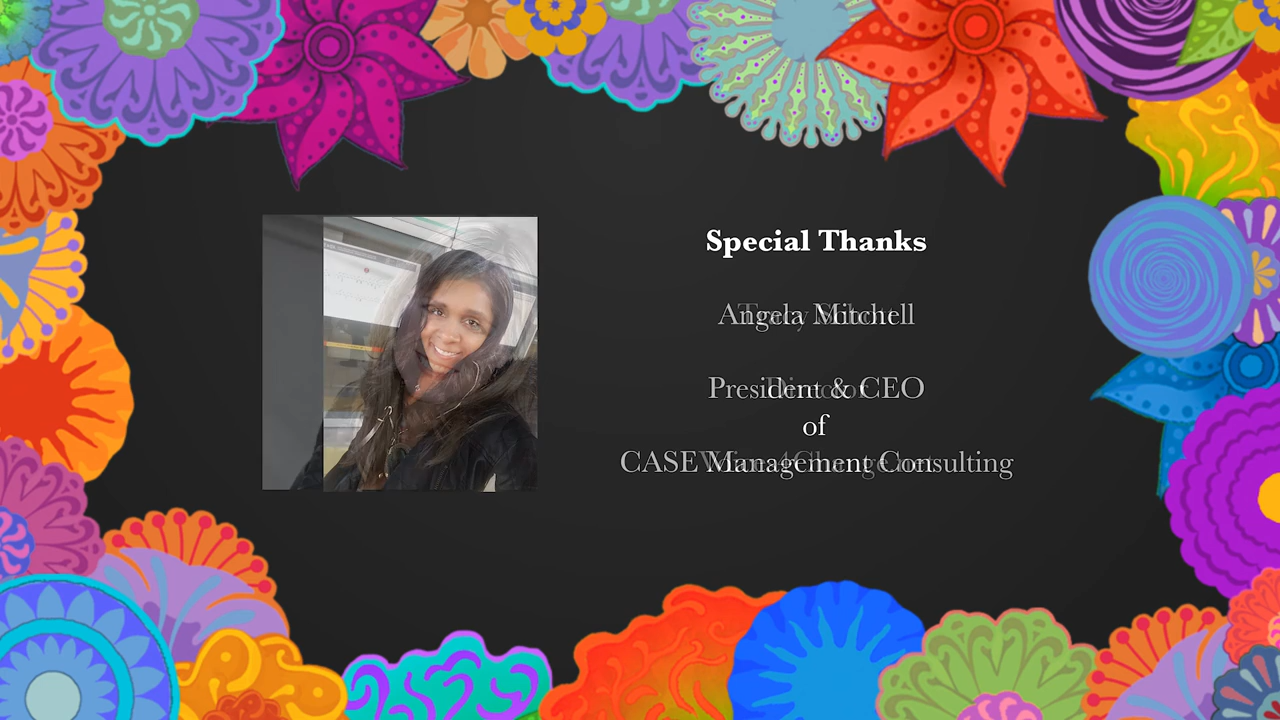 Special Thanks
Angela Mitchell
President & CEO
of
CASE Management Consulting